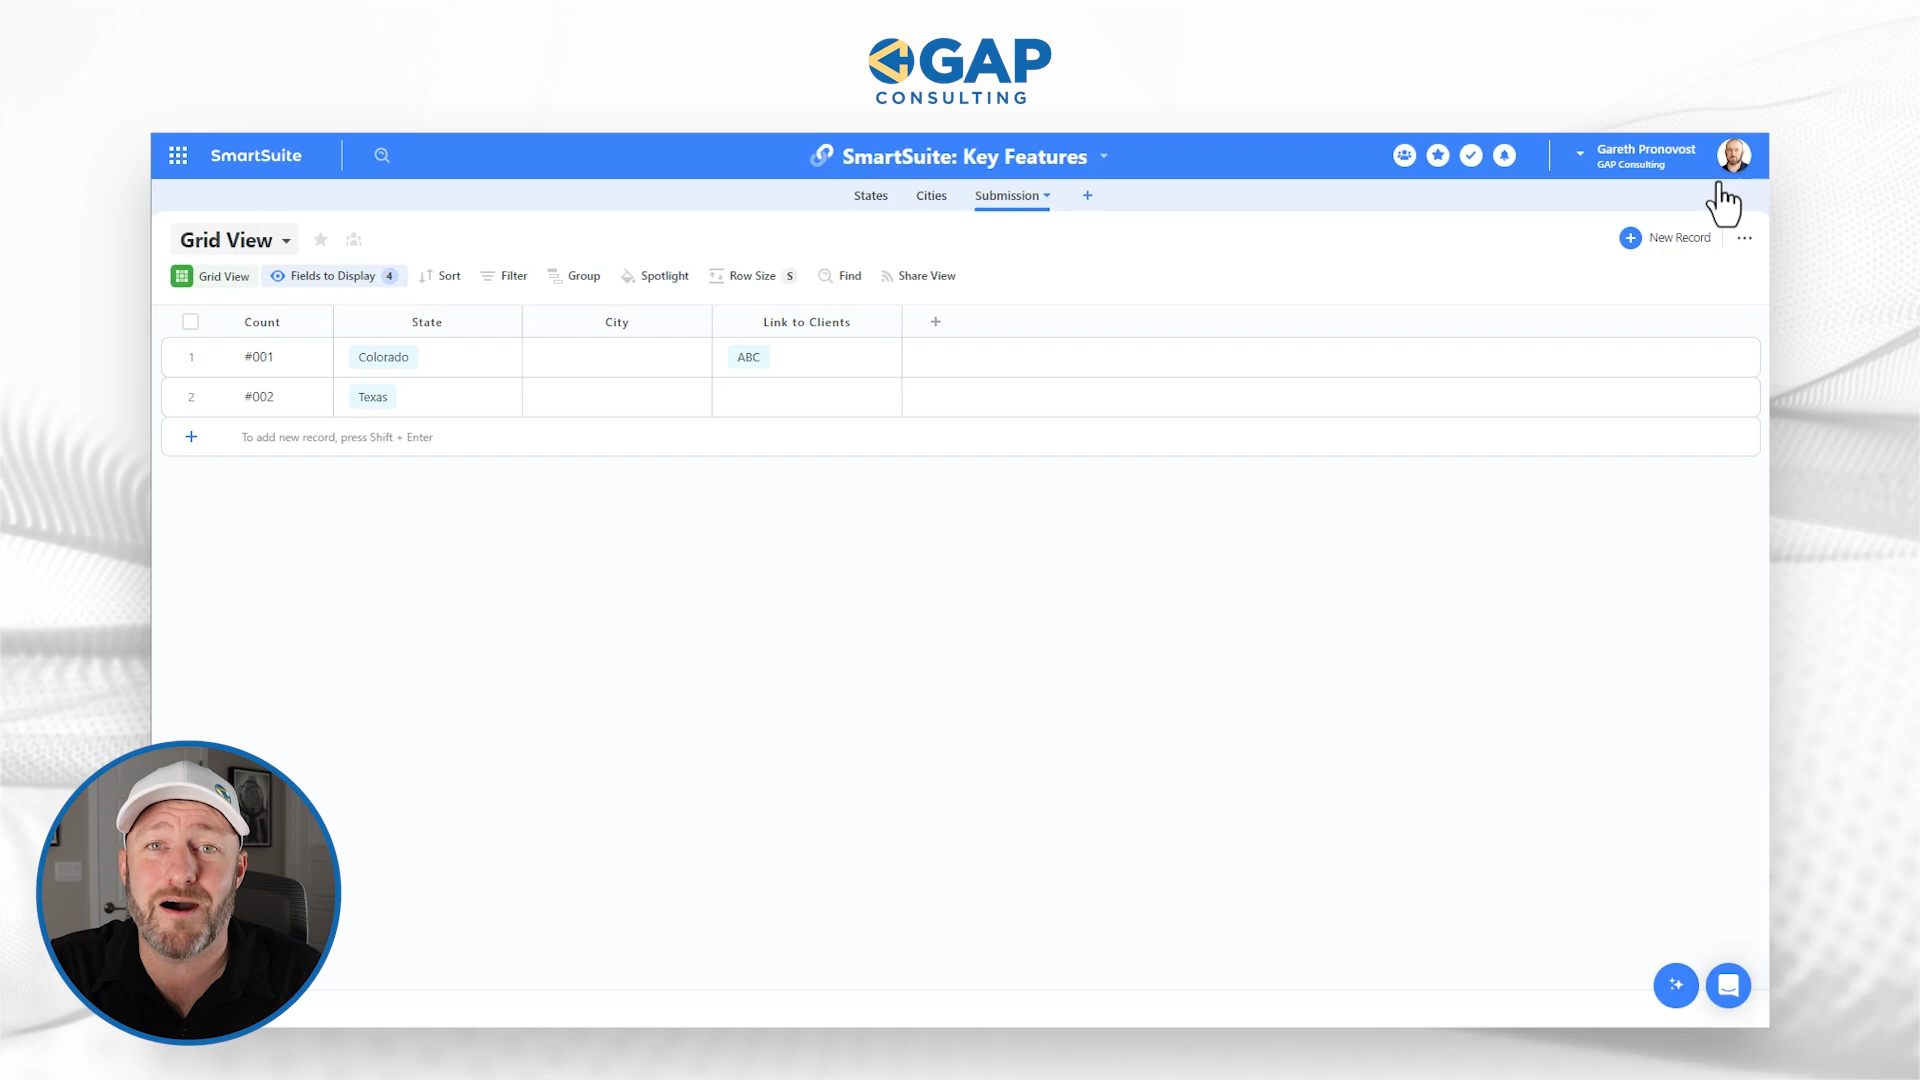 GAP
CONSULTING
SmartSuite
SmartSuite: Key Features
Gareth Pronovost
GAP Consulting
States Cities Submission
Grid View
New Record
Grid View Fields to Display 4 Sort Filter Group Spotlight Row Size S Find Share View
Count State City Link to Clients
1 #001 Colorado ABC
2 #002 Texas
To add new record, press Shift + Enter